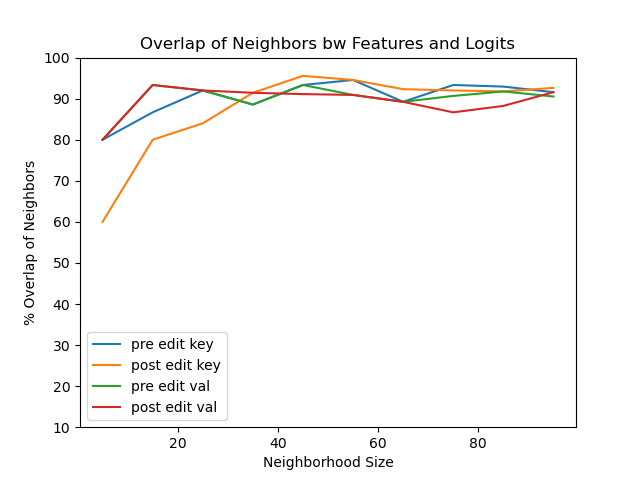 Overlap of Neighbors bw Features and Logits
% Overlap of Neighbors
100
90
80
70
60
50
40
30
20
10
pre edit key
post edit key
pre edit val
post edit val
20 40 60 80
Neighborhood Size